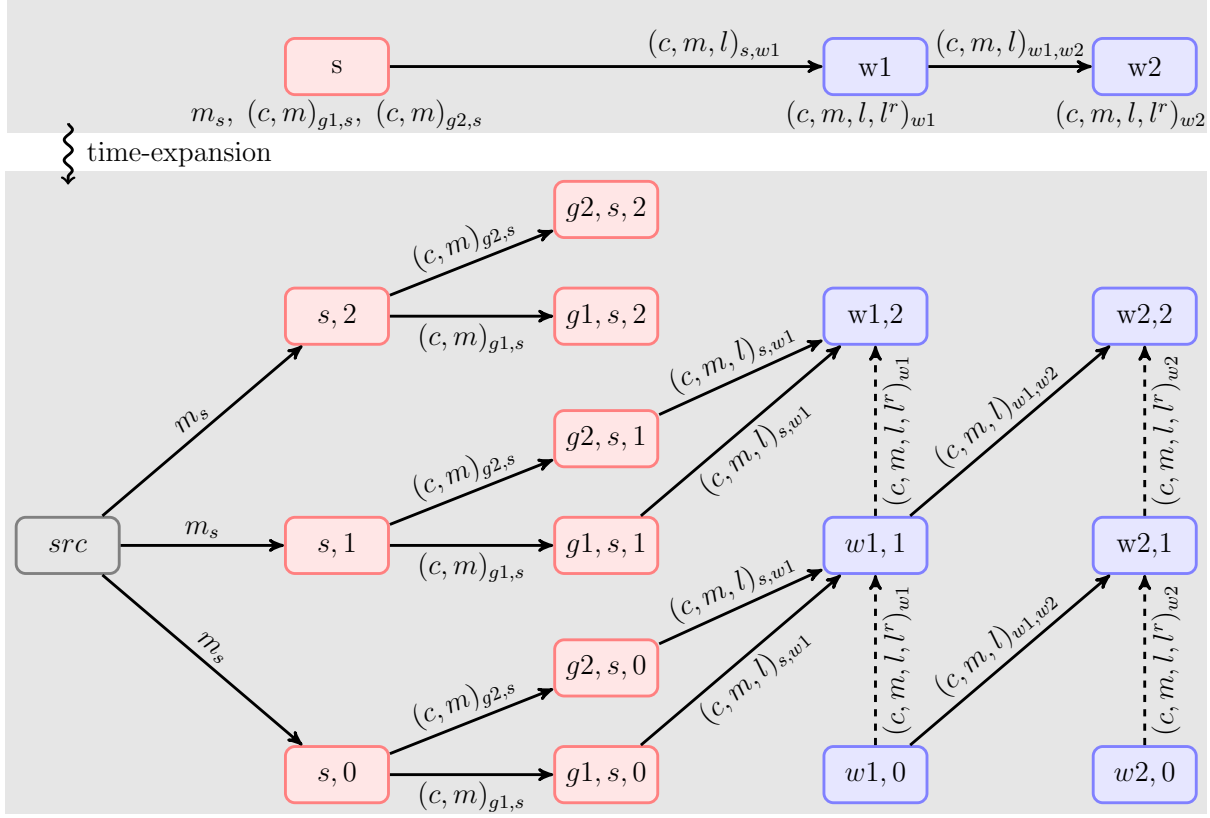 (c, m, l)_{s,w1} (c, m, l)_{w1,w2}
s w1 w2
m_s, (c, m)_{g1,s}, (c, m)_{g2,s} (c, m, l, l^r)_{w1} (c, m, l, l^r)_{w2}
time-expansion
g2, s, 2
(c, m)_{g2,s}
s, 2 g1, s, 2 w1,2 w2,2
(c, m)_{g1,s}
(c, m, l)_{s,w1}
m_s
(c, m, l, l^r)_{w1}
(c, m, l)_{w1,w2}
(c, m, l, l^r)_{w2}
g2, s, 1
(c, m)_{g2,s}
(c, m, l)_{s,w1}
src m_s s, 1 g1, s, 1 w1, 1 w2,1
(c, m)_{g1,s}
(c, m, l)_{s,w1}
m_s
(c, m, l, l^r)_{w1}
(c, m, l)_{w1,w2}
(c, m, l, l^r)_{w2}
g2, s, 0
(c, m)_{g2,s}
(c, m, l)_{s,w1}
s, 0 g1, s, 0 w1, 0 w2, 0
(c, m)_{g1,s}